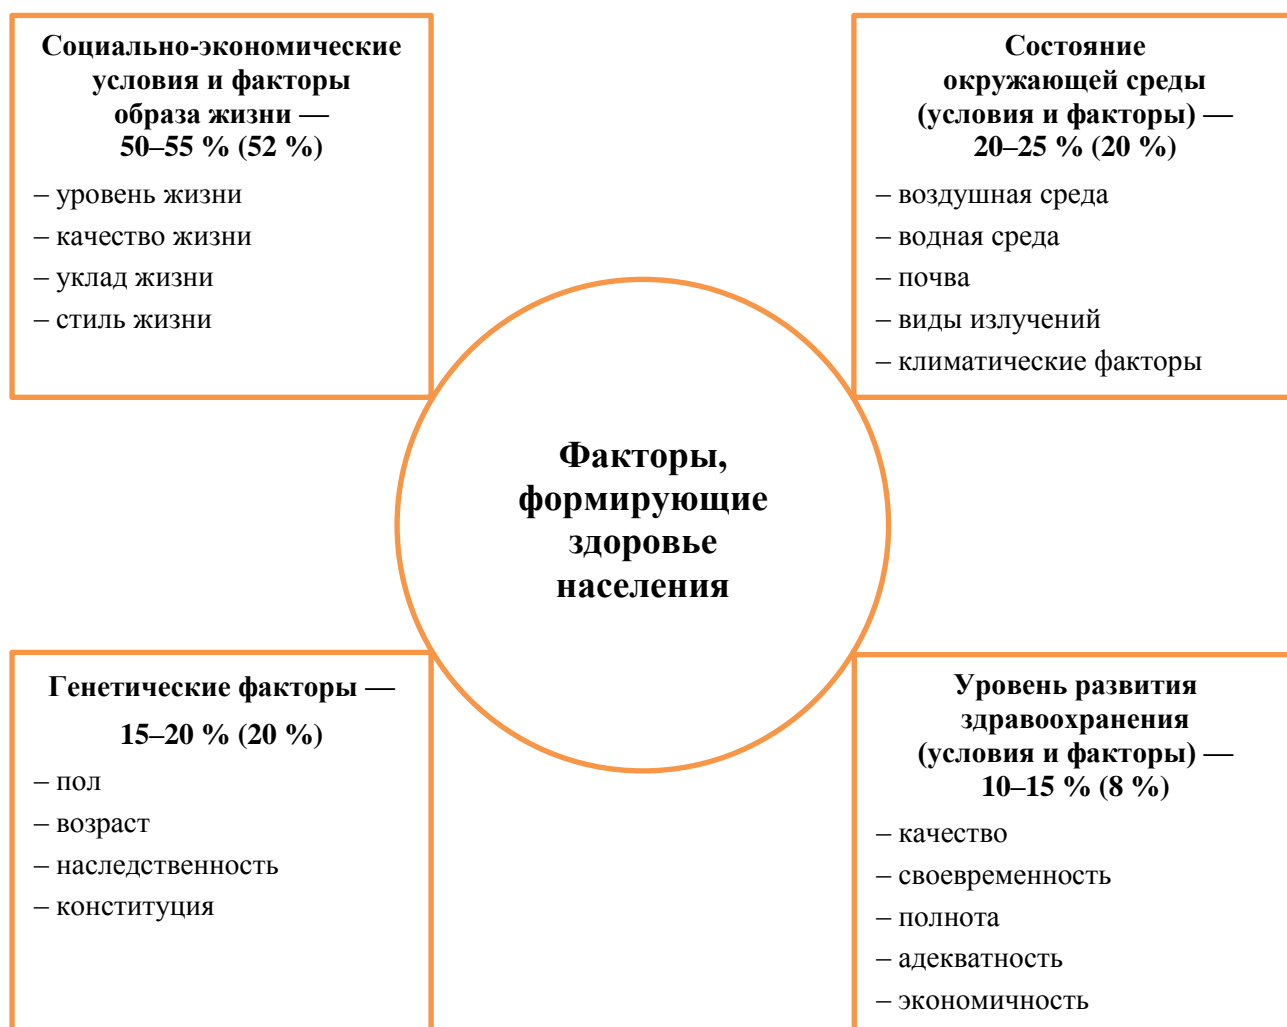 Социально-экономические
условия и факторы
образа жизни —
50–55 % (52 %)
– уровень жизни
– качество жизни
– уклад жизни
– стиль жизни
Состояние
окружающей среды
(условия и факторы) —
20–25 % (20 %)
– воздушная среда
– водная среда
– почва
– виды излучений
– климатические факторы
Факторы,
формирующие
здоровье
населения
Генетические факторы —
15–20 % (20 %)
– пол
– возраст
– наследственность
– конституция
Уровень развития
здравоохранения
(условия и факторы) —
10–15 % (8 %)
– качество
– своевременность
– полнота
– адекватность
– экономичность